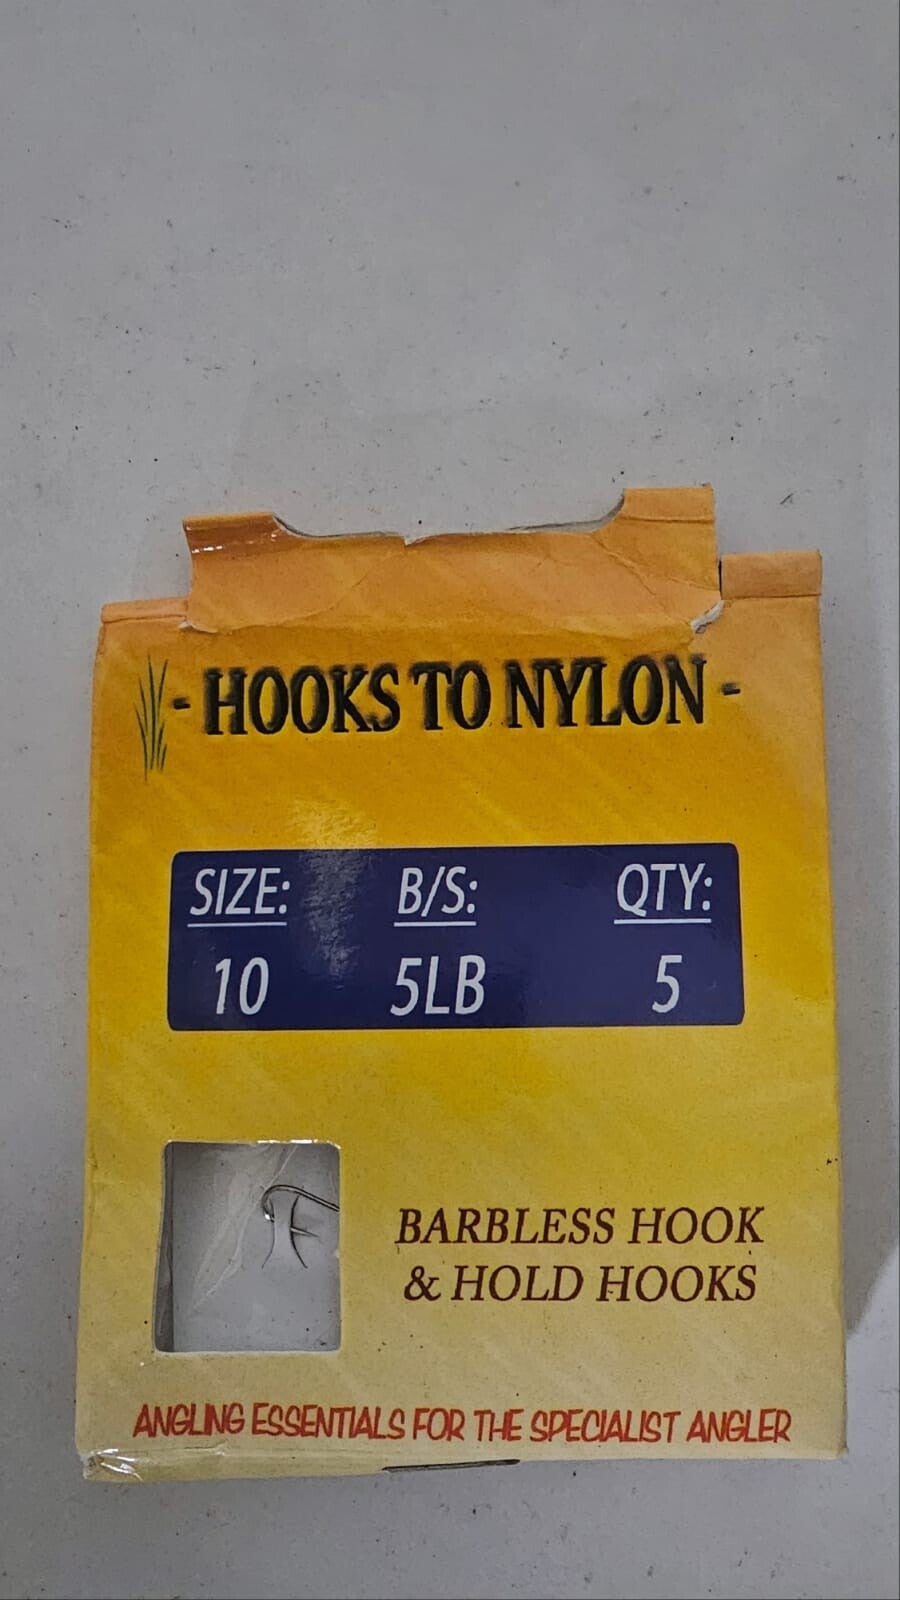 - HOOKS TO NYLON -
SIZE: B/S: QTY:
10 5LB 5
BARBLESS HOOK
& HOLD HOOKS
ANGLING ESSENTIALS FOR THE SPECIALIST ANGLER